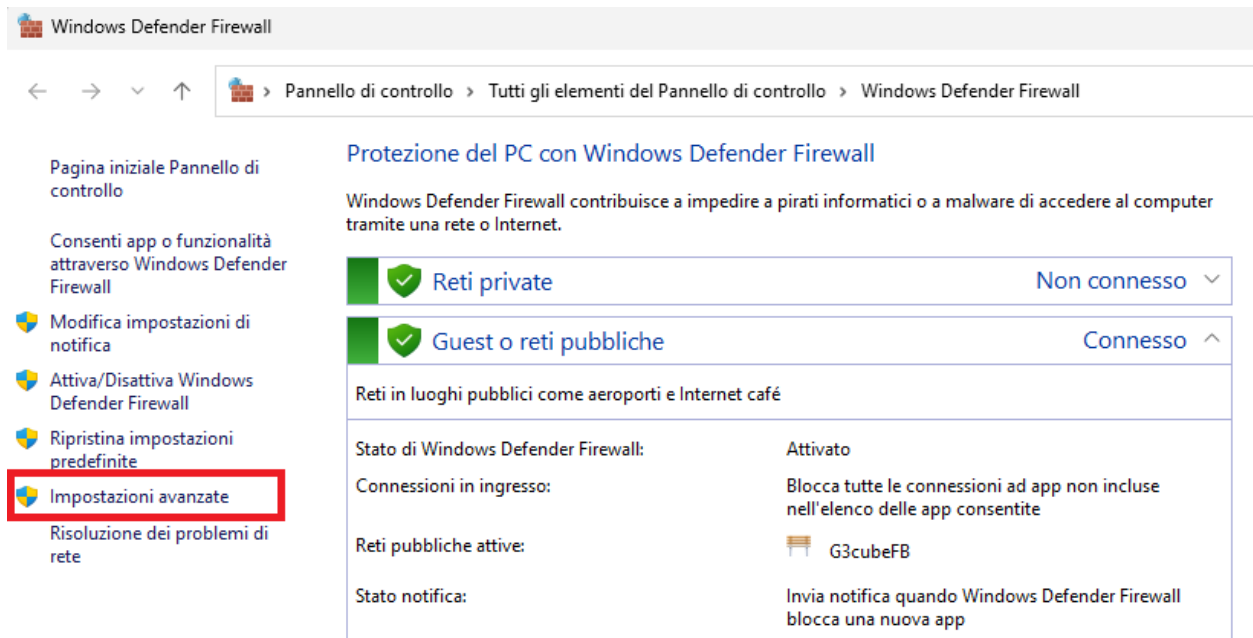 Windows Defender Firewall
Pannello di controllo > Tutti gli elementi del Pannello di controllo > Windows Defender Firewall
Pagina iniziale Pannello di
controllo
Consenti app o funzionalità
attraverso Windows Defender
Firewall
Modifica impostazioni di
notifica
Attiva/Disattiva Windows
Defender Firewall
Ripristina impostazioni
predefinite
Impostazioni avanzate
Risoluzione dei problemi di
rete
Protezione del PC con Windows Defender Firewall
Windows Defender Firewall contribuisce a impedire a pirati informatici o a malware di accedere al computer
tramite una rete o Internet.
Reti private Non connesso
Guest o reti pubbliche Connesso
Reti in luoghi pubblici come aeroporti e Internet café
Stato di Windows Defender Firewall: Attivato
Connessioni in ingresso: Blocca tutte le connessioni ad app non incluse
nell'elenco delle app consentite
Reti pubbliche attive: G3cubeFB
Stato notifica: Invia notifica quando Windows Defender Firewall
blocca una nuova app